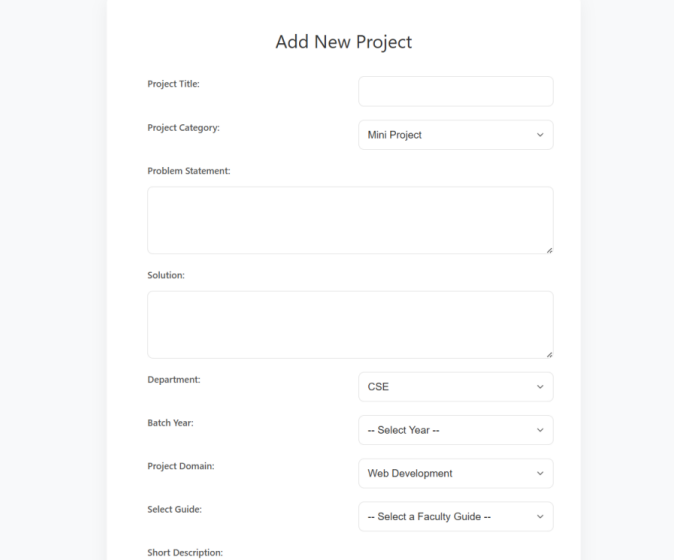 Add New Project
Project Title:
Project Category:
Mini Project
Problem Statement:
Solution:
Department:
CSE
Batch Year:
-- Select Year --
Project Domain:
Web Development
Select Guide:
-- Select a Faculty Guide --
Short Description: